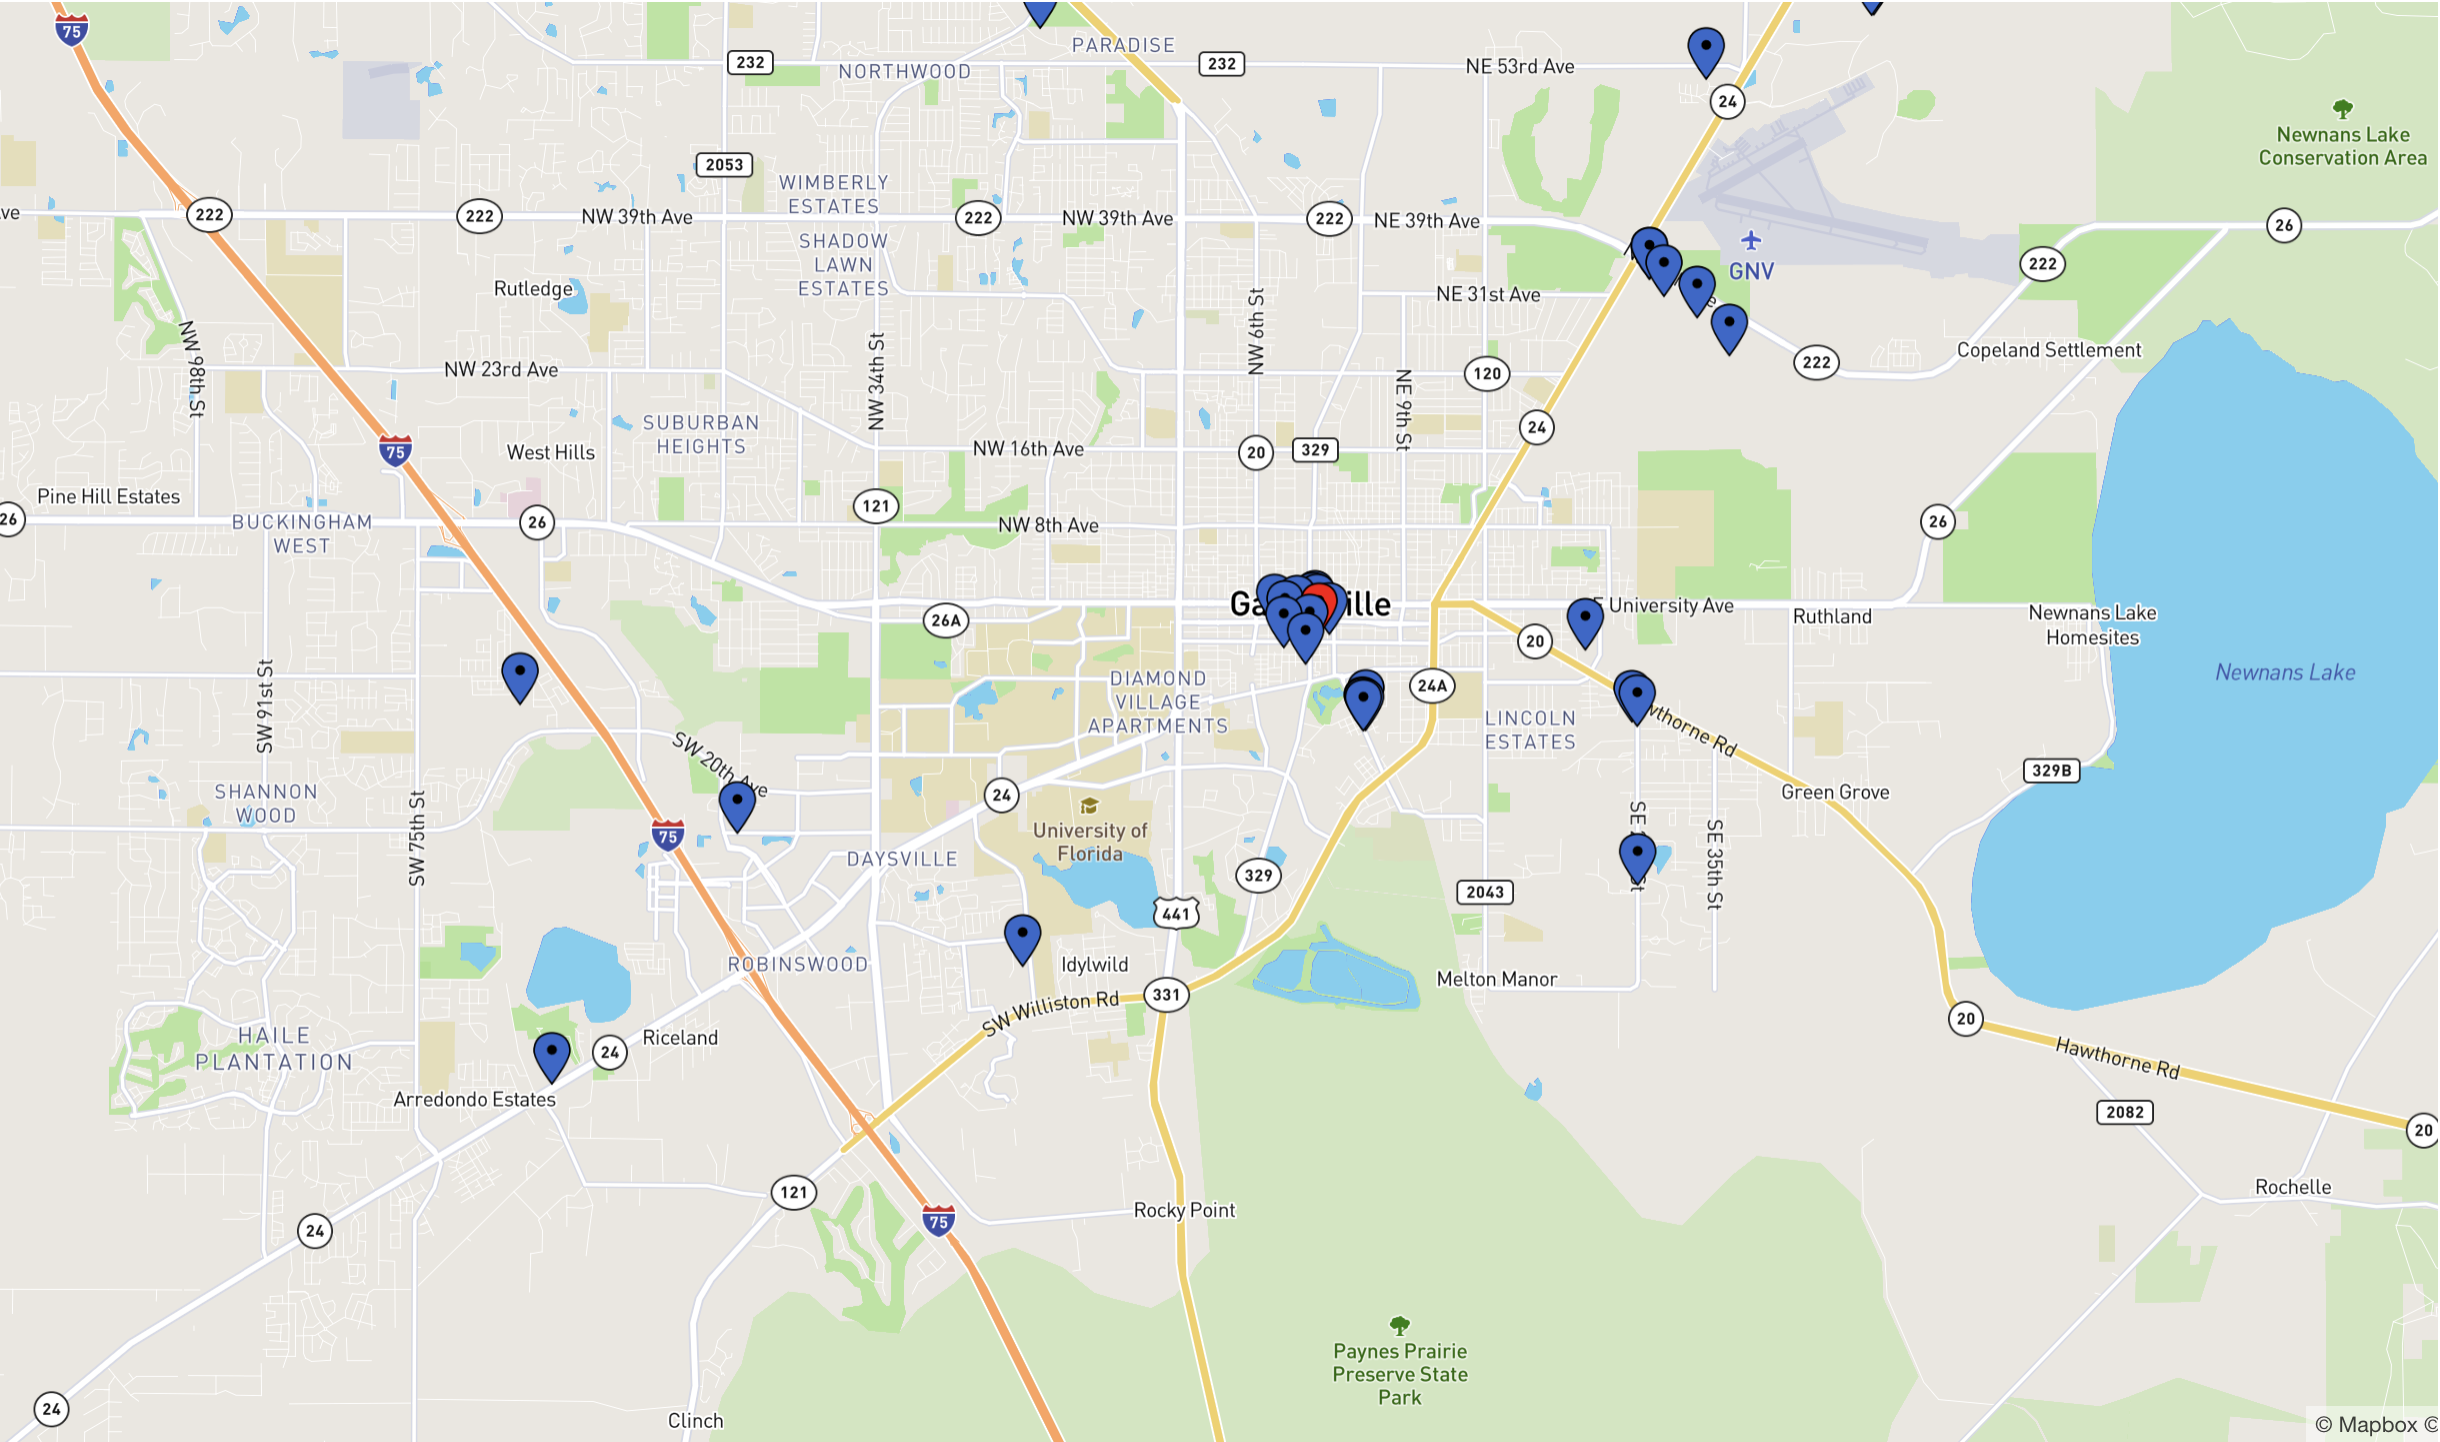 75
PARADISE
232
232
NORTHWOOD
NE 53rd Ave
24
Newnans Lake
Conservation Area
2053
WIMBERLY
ESTATES
ve
222
222
NW 39th Ave
222
NW 39th Ave
222
NE 39th Ave
26
SHADOW
LAWN
ESTATES
222
GNV
Rutledge
NE 31st Ave
NW 98th St
NW 34th St
NW 6th St
NW 23rd Ave
120
222
Copeland Settlement
NE 9th St
SUBURBAN
HEIGHTS
24
75
West Hills
NW 16th Ave
20
329
Pine Hill Estates
121
26
BUCKINGHAM
WEST
26
NW 8th Ave
26
Ga
ille
26A
University Ave
Ruthland
Newnans Lake
Homesites
20
Newnans Lake
SW 91st St
DIAMOND
VILLAGE
APARTMENTS
24A
LINCOLN
ESTATES
wthorne Rd
SW 20th Ave
329B
SHANNON
WOOD
24
Green Grove
SW 75th St
75
University of
Florida
SE
St
SE 35th St
DAYSVILLE
329
2043
441
ROBINSWOOD
Idylwild
Melton Manor
SW Williston Rd
331
20
HAILE
PLANTATION
24
Riceland
Hawthorne Rd
Arredondo Estates
2082
20
121
Rochelle
75
Rocky Point
24
Paynes Prairie
Preserve State
Park
24
Clinch
© Mapbox ©